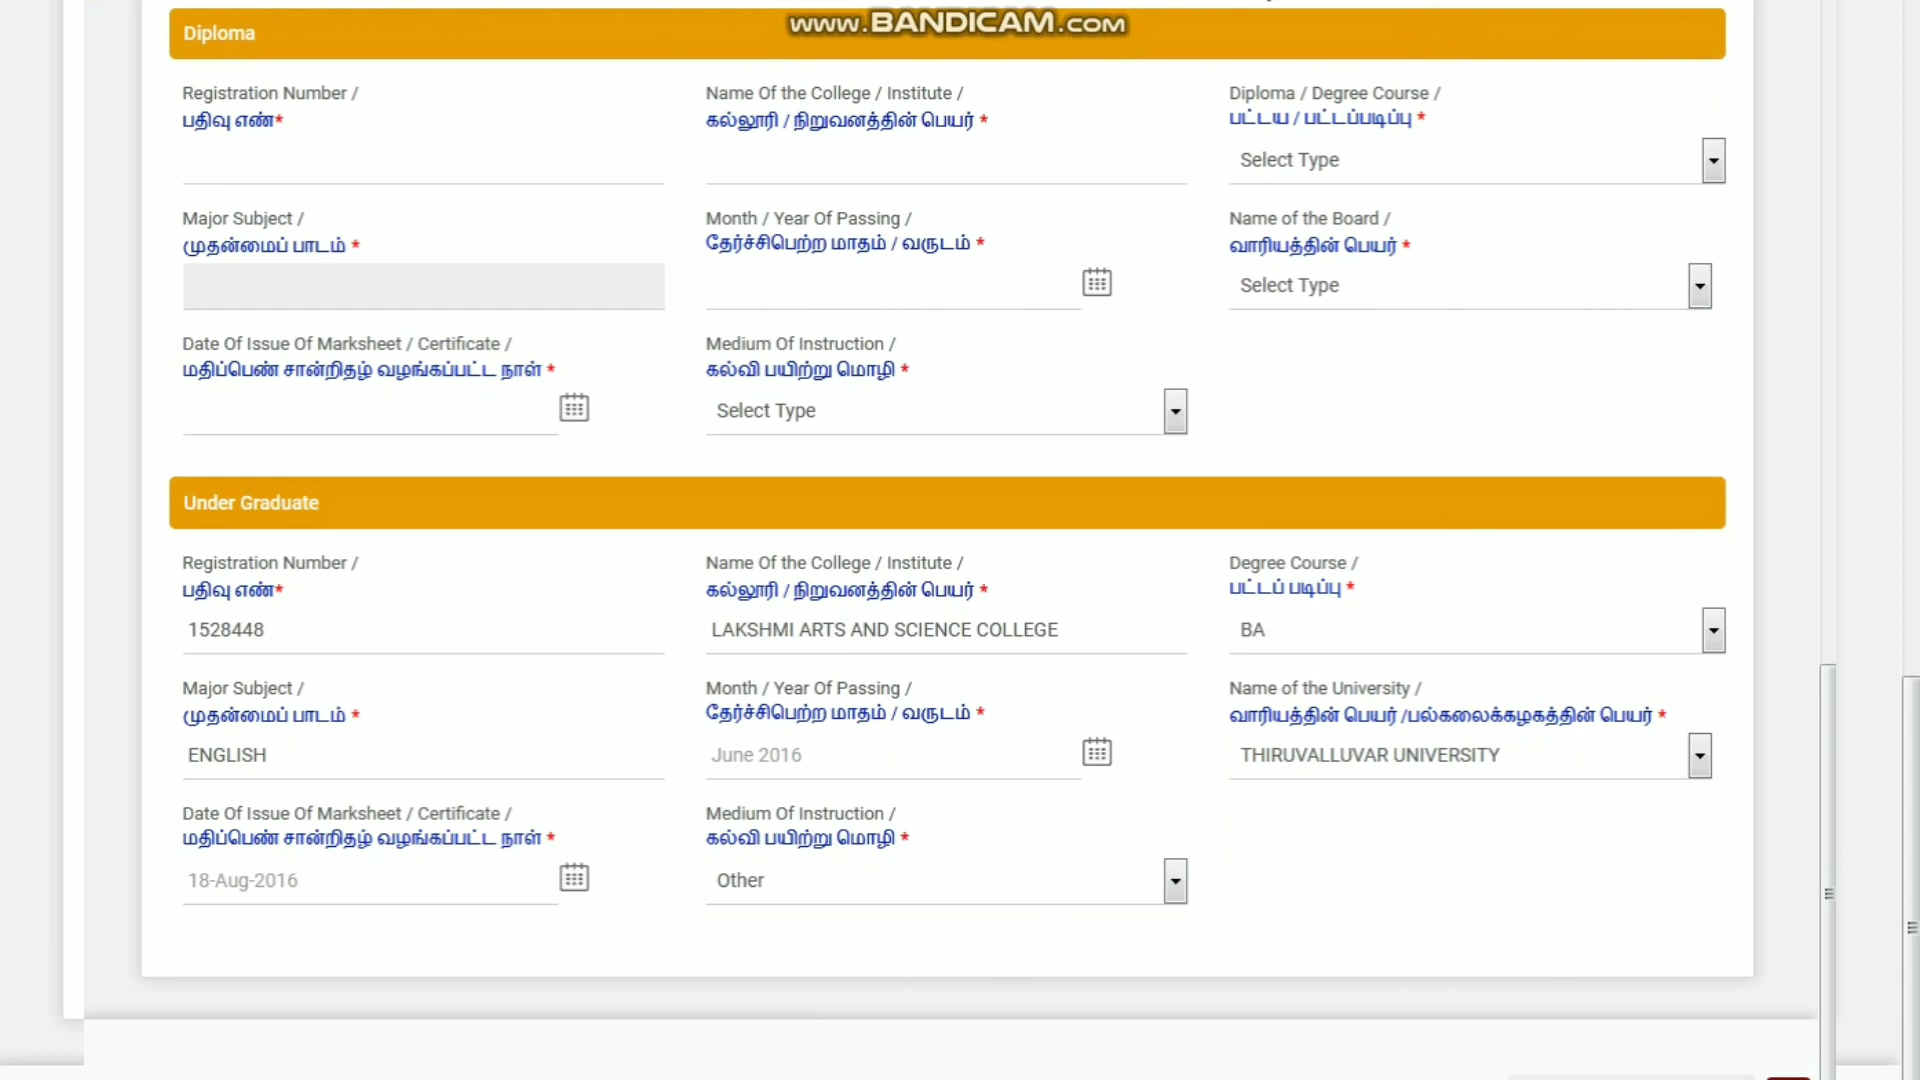 www.BANDICAM.com
Diploma
Registration Number /
பதிவு எண்*
Name Of the College / Institute /
கல்லூரி / நிறுவனத்தின் பெயர் *
Diploma / Degree Course /
பட்டய / பட்டப்படிப்பு *
Select Type
Major Subject /
முதன்மைப் பாடம் *
Month / Year Of Passing /
தேர்ச்சிபெற்ற மாதம் / வருடம் *
Name of the Board /
வாரியத்தின் பெயர் *
Select Type
Date Of Issue Of Marksheet / Certificate /
மதிப்பெண் சான்றிதழ் வழங்கப்பட்ட நாள் *
Medium Of Instruction /
கல்வி பயிற்று மொழி *
Select Type
Under Graduate
Registration Number /
பதிவு எண்*
1528448
Name Of the College / Institute /
கல்லூரி / நிறுவனத்தின் பெயர் *
LAKSHMI ARTS AND SCIENCE COLLEGE
Degree Course /
பட்டப் படிப்பு *
BA
Major Subject /
முதன்மைப் பாடம் *
ENGLISH
Month / Year Of Passing /
தேர்ச்சிபெற்ற மாதம் / வருடம் *
June 2016
Name of the University /
வாரியத்தின் பெயர் /பல்கலைக்கழகத்தின் பெயர் *
THIRUVALLUVAR UNIVERSITY
Date Of Issue Of Marksheet / Certificate /
மதிப்பெண் சான்றிதழ் வழங்கப்பட்ட நாள் *
18-Aug-2016
Medium Of Instruction /
கல்வி பயிற்று மொழி *
Other